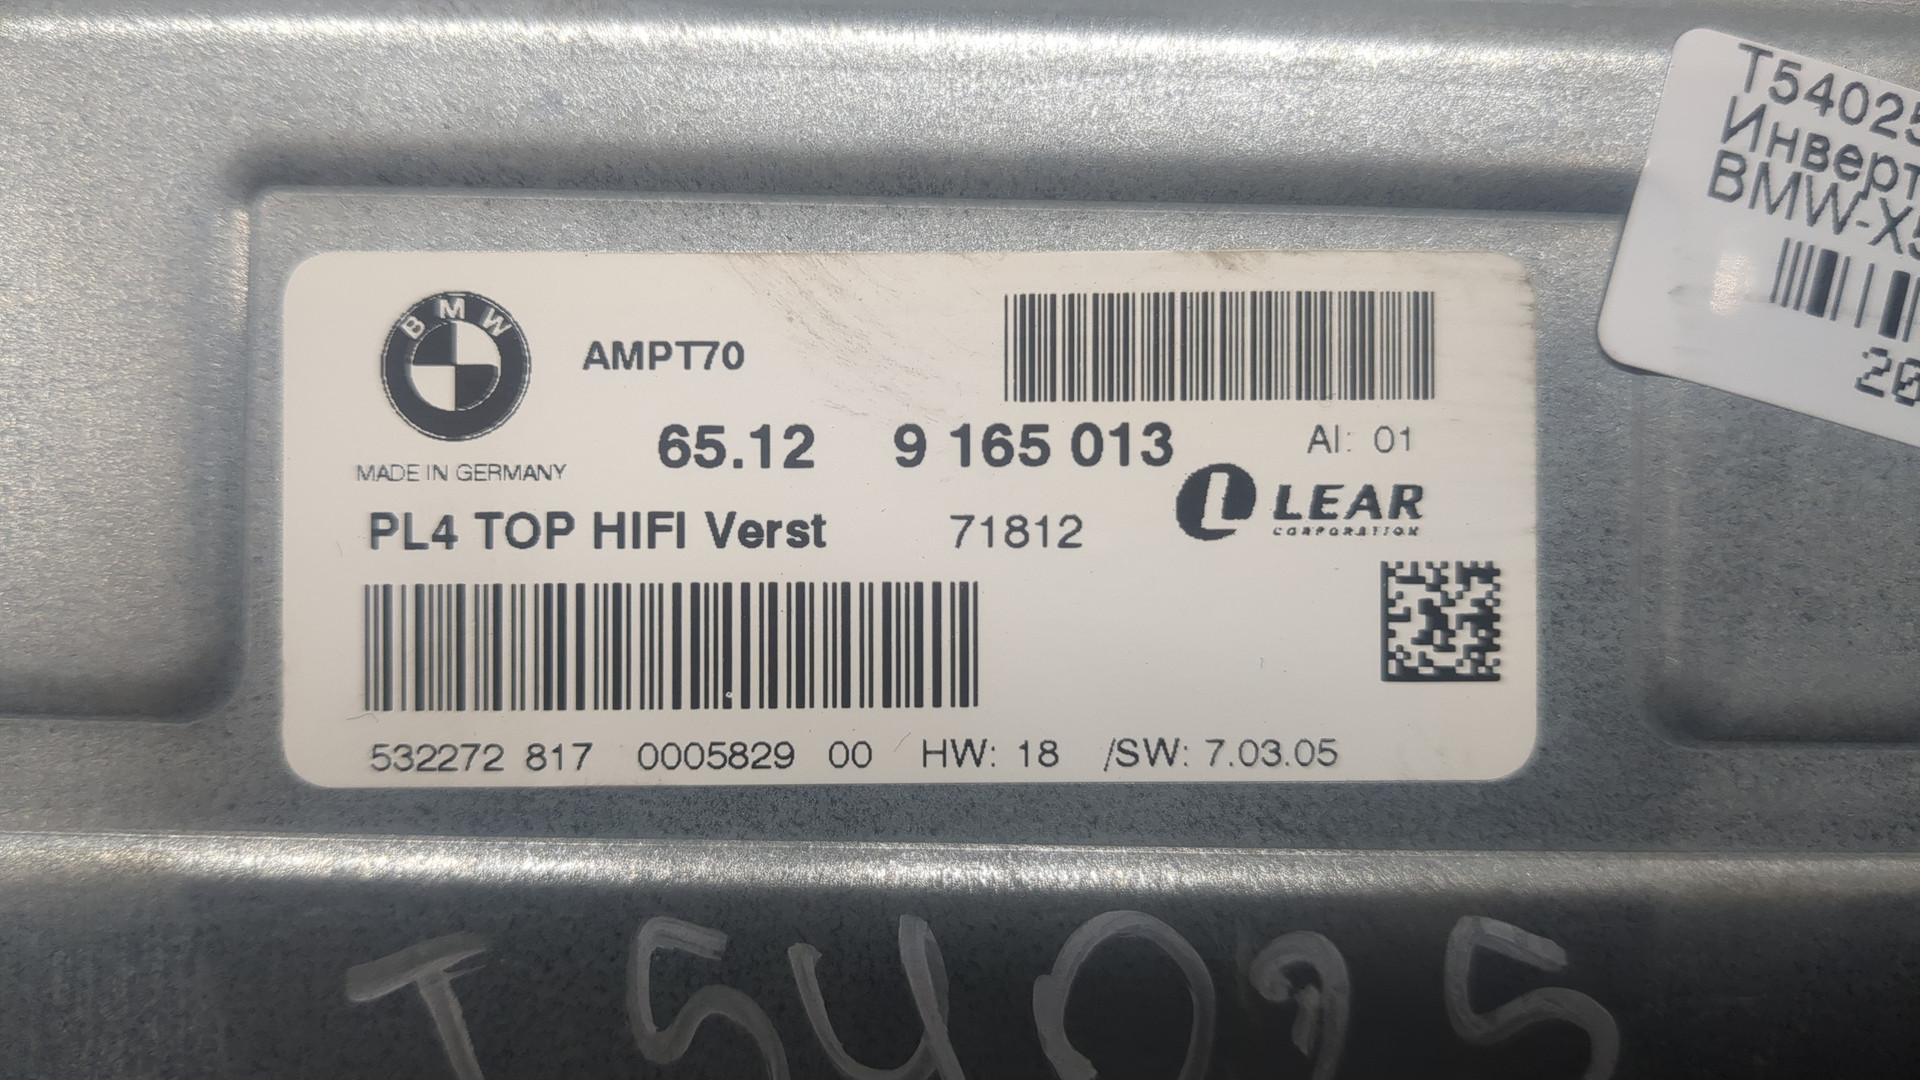 BMW
AMPT70
65.12 9 165 013 AI: 01
MADE IN GERMANY
PL4 TOP HIFI Verst 71812
LEAR
CORPORATION
532272 817 0005829 00 HW: 18 /SW: 7.03.05
T54025
Инверт
BMW-X5
20
T54025